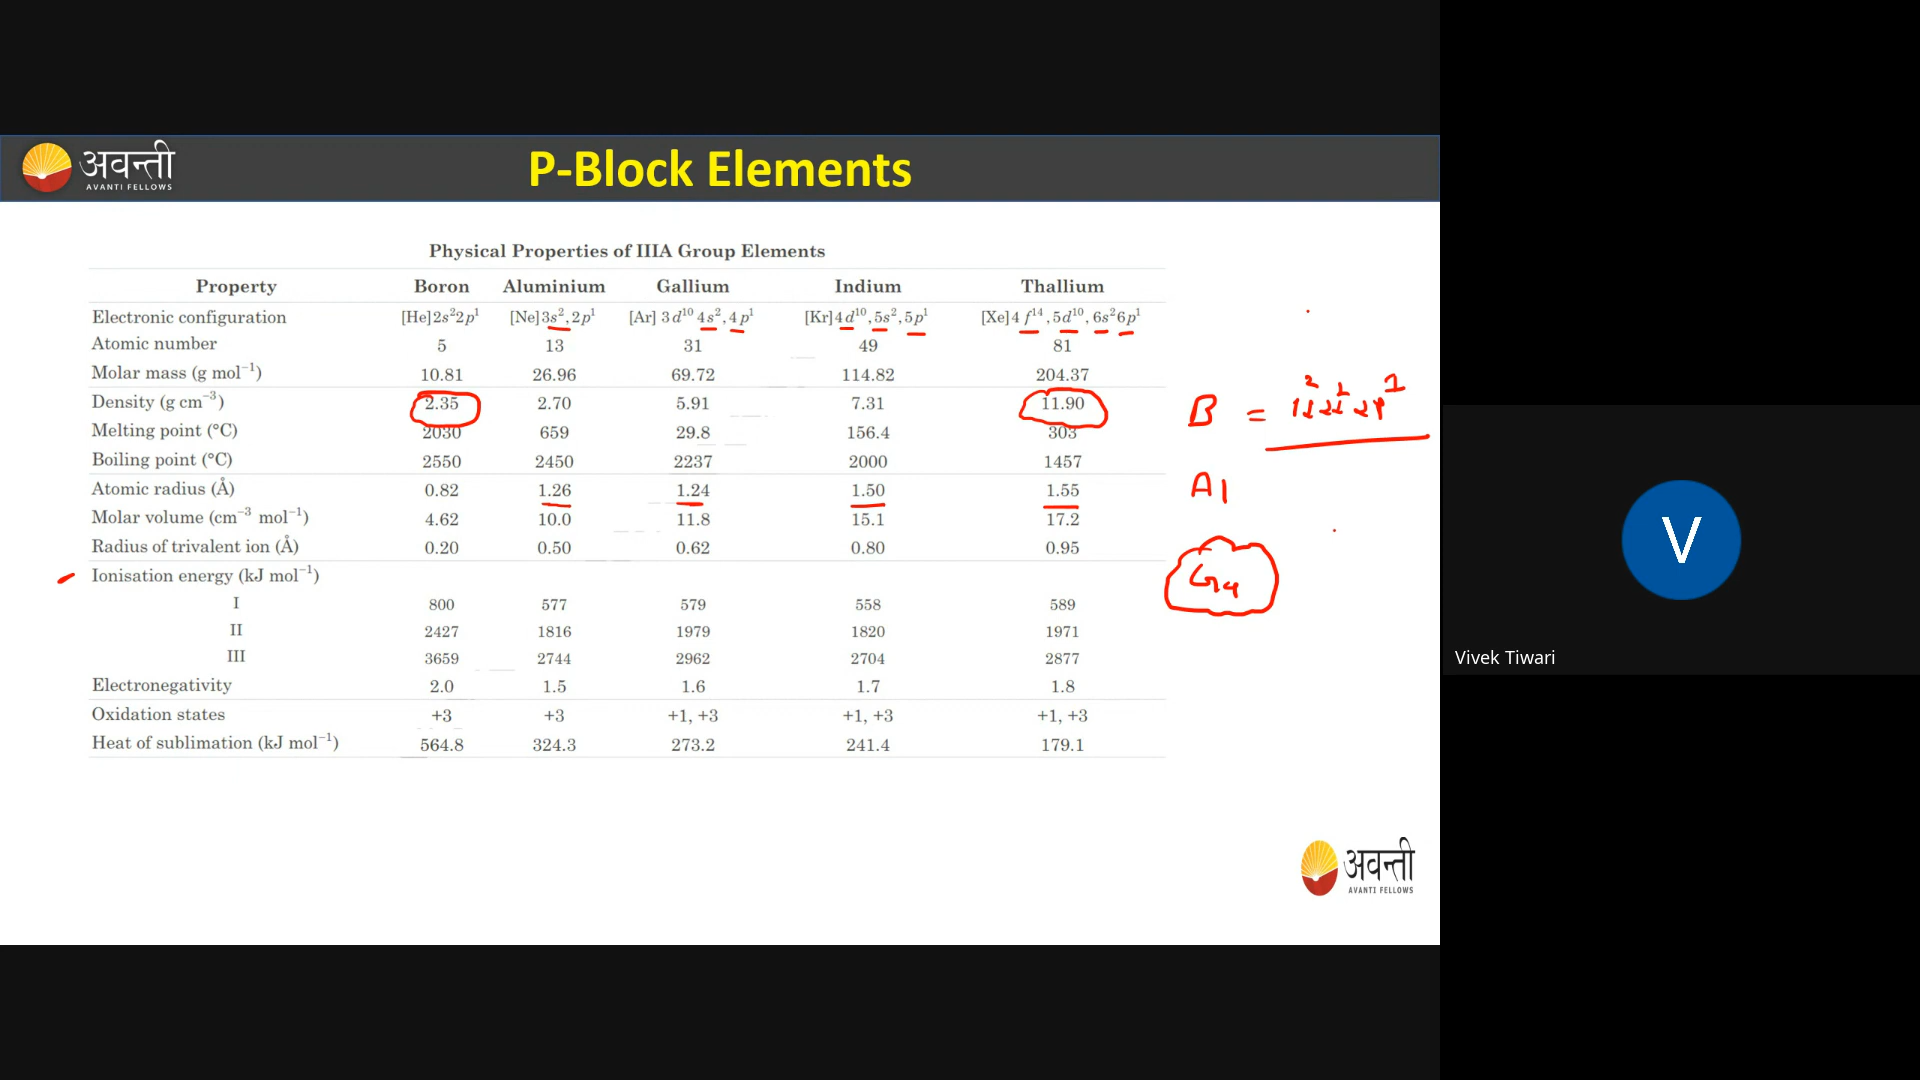 अवन्ती
AVANTI FELLOWS
P-Block Elements
Physical Properties of IIIA Group Elements
Property Boron Aluminium Gallium Indium Thallium
Electronic configuration [He]2s²2p¹ [Ne]3s²,2p¹ [Ar] 3d¹⁰ 4s²,4p¹ [Kr]4d¹⁰,5s²,5p¹ [Xe]4f¹⁴,5d¹⁰,6s²6p¹
Atomic number 5 13 31 49 81
Molar mass (g mol⁻¹) 10.81 26.96 69.72 114.82 204.37
Density (g cm⁻³) 2.35 2.70 5.91 7.31 11.90
Melting point (°C) 2030 659 29.8 156.4 303
Boiling point (°C) 2550 2450 2237 2000 1457
Atomic radius (Å) 0.82 1.26 1.24 1.50 1.55
Molar volume (cm⁻³ mol⁻¹) 4.62 10.0 11.8 15.1 17.2
Radius of trivalent ion (Å) 0.20 0.50 0.62 0.80 0.95
Ionisation energy (kJ mol⁻¹)
I 800 577 579 558 589
II 2427 1816 1979 1820 1971
III 3659 2744 2962 2704 2877
Electronegativity 2.0 1.5 1.6 1.7 1.8
Oxidation states +3 +3 +1, +3 +1, +3 +1, +3
Heat of sublimation (kJ mol⁻¹) 564.8 324.3 273.2 241.4 179.1
B = 1s²2s²2p¹
Al
Ga
अवन्ती
AVANTI FELLOWS
V
Vivek Tiwari